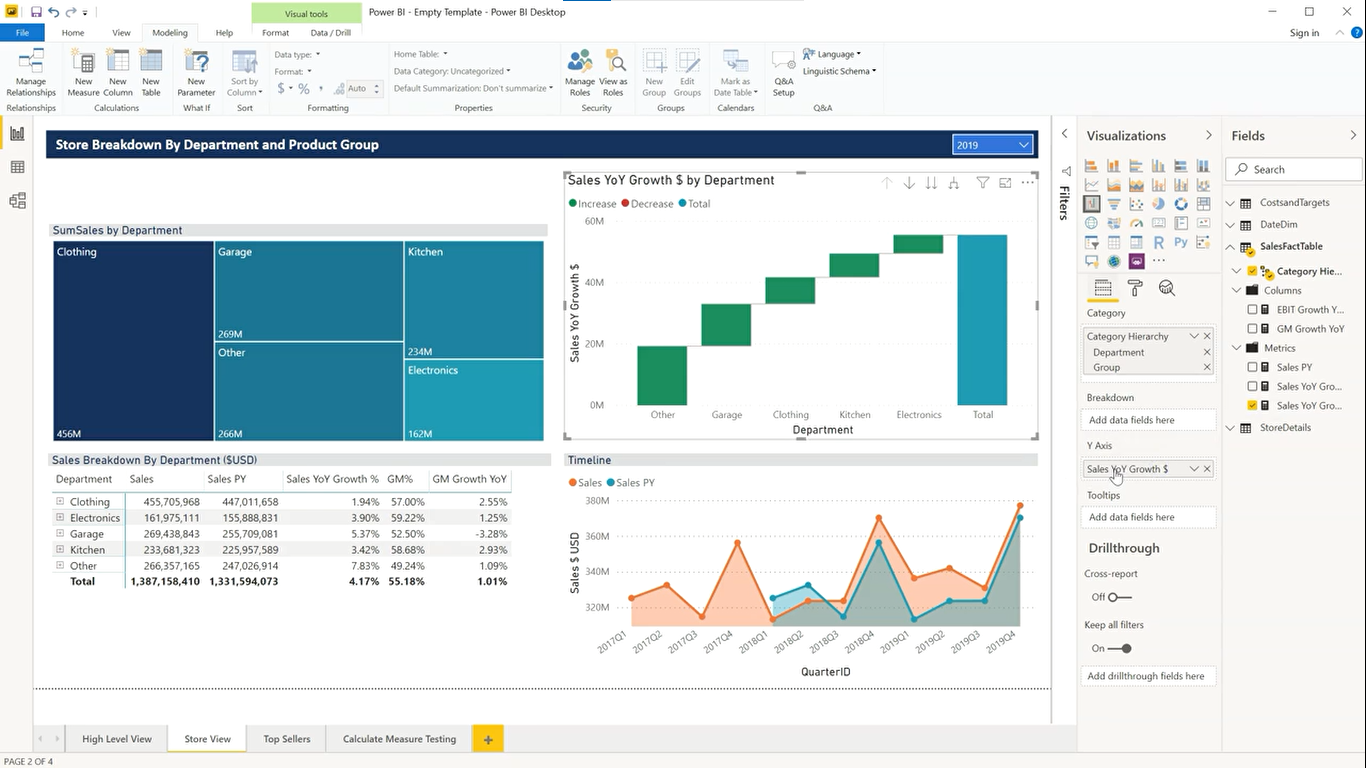 Visual tools
Power BI - Empty Template - Power BI Desktop
File Home View Modeling Help Format Data / Drill Sign in
Manage Relationships
Relationships
New Measure
New Column
New Table
Calculations
New Parameter
What If
Sort by Column
Sort
Data type:
Format:
$ % , Auto
Formatting
Home Table:
Data Category: Uncategorized
Default Summarization: Don't summarize
Properties
Manage Roles
View as Roles
Security
New Group
Edit Groups
Groups
Mark as Date Table
Calendars
Q&A Setup
Language
Linguistic Schema
Q&A
Store Breakdown By Department and Product Group
2019
SumSales by Department
Clothing
456M
Garage
269M
Other
266M
Kitchen
234M
Electronics
162M
Sales YoY Growth $ by Department
Increase Decrease Total
60M
40M
20M
0M
Sales YoY Growth $
Other Garage Clothing Kitchen Electronics Total
Department
Sales Breakdown By Department ($USD)
Department Sales Sales PY Sales YoY Growth % GM% GM Growth YoY
Clothing 455,705,968 447,011,658 1.94% 57.00% 2.55%
Electronics 161,975,111 155,888,831 3.90% 59.22% 1.25%
Garage 269,438,843 255,709,081 5.37% 52.50% -3.28%
Kitchen 233,681,323 225,957,589 3.42% 58.68% 2.93%
Other 266,357,165 247,026,914 7.83% 49.24% 1.09%
Total 1,387,158,410 1,331,594,073 4.17% 55.18% 1.01%
Timeline
Sales Sales PY
380M
360M
340M
320M
Sales $ USD
2017Q1 2017Q2 2017Q3 2017Q4 2018Q1 2018Q2 2018Q3 2018Q4 2019Q1 2019Q2 2019Q3 2019Q4
QuarterID
Filters
Visualizations
R Py
Category
Category Hierarchy
Department
Group
Breakdown
Add data fields here
Y Axis
Sales YoY Growth $
Tooltips
Add data fields here
Drillthrough
Cross-report
Off
Keep all filters
On
Add drillthrough fields here
Fields
Search
CostsandTargets
DateDim
SalesFactTable
Category Hie...
Columns
EBIT Growth Y...
GM Growth YoY
Metrics
Sales PY
Sales YoY Gro...
Sales YoY Gro...
StoreDetails
High Level View Store View Top Sellers Calculate Measure Testing +
PAGE 2 OF 4